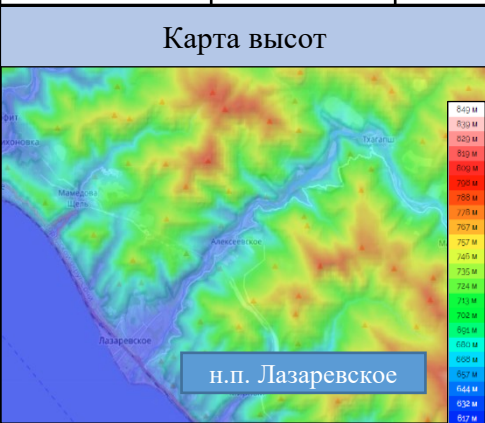 Карта высот
Тхагапш
Мамедова
Щель
Алексеевское
Лазаревское
н.п. Лазаревское
849 м
839 м
829 м
819 м
809 м
798 м
788 м
778 м
767 м
757 м
746 м
735 м
724 м
713 м
702 м
691 м
680 м
668 м
657 м
644 м
632 м
617 м